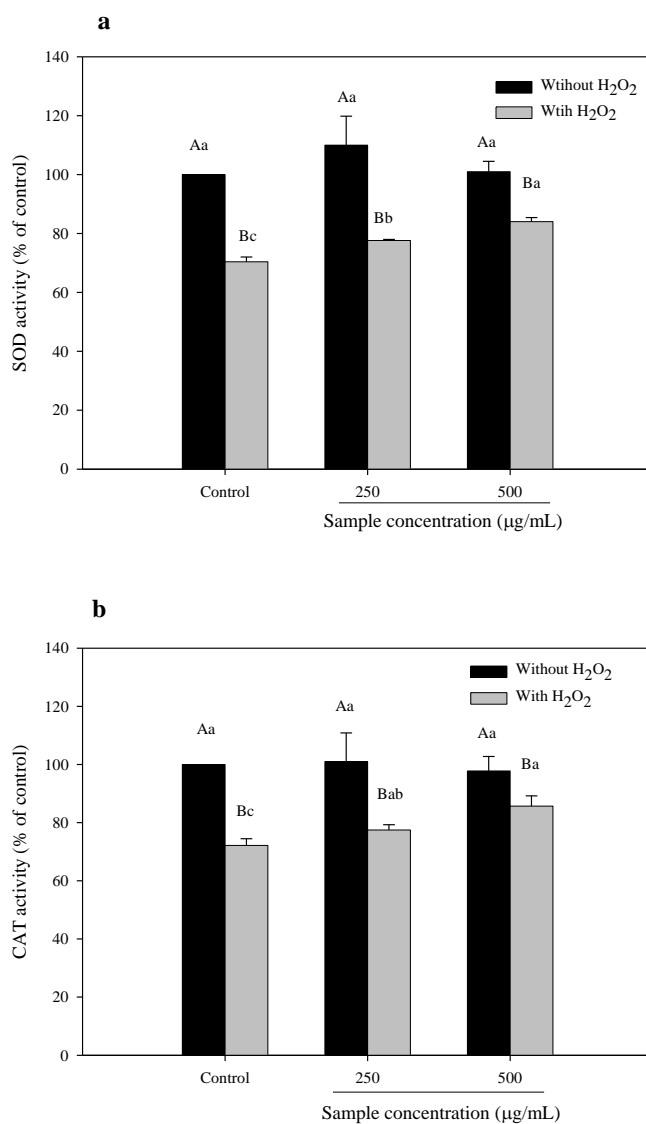 a
140
120
100
80
60
40
20
0
SOD activity (% of control)
Wtihout H₂O₂
Wtih H₂O₂
Aa
Bc
Aa
Bb
Aa
Ba
Control
250
500
Sample concentration (μg/mL)
b
140
120
100
80
60
40
20
0
CAT activity (% of control)
Without H₂O₂
With H₂O₂
Aa
Bc
Aa
Bab
Aa
Ba
Control
250
500
Sample concentration (μg/mL)